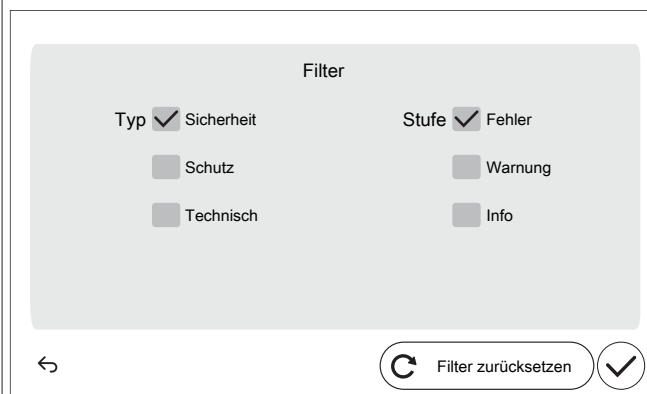 Filter
Typ Sicherheit Stufe Fehler
Schutz Warnung
Technisch Info
Filter zurücksetzen